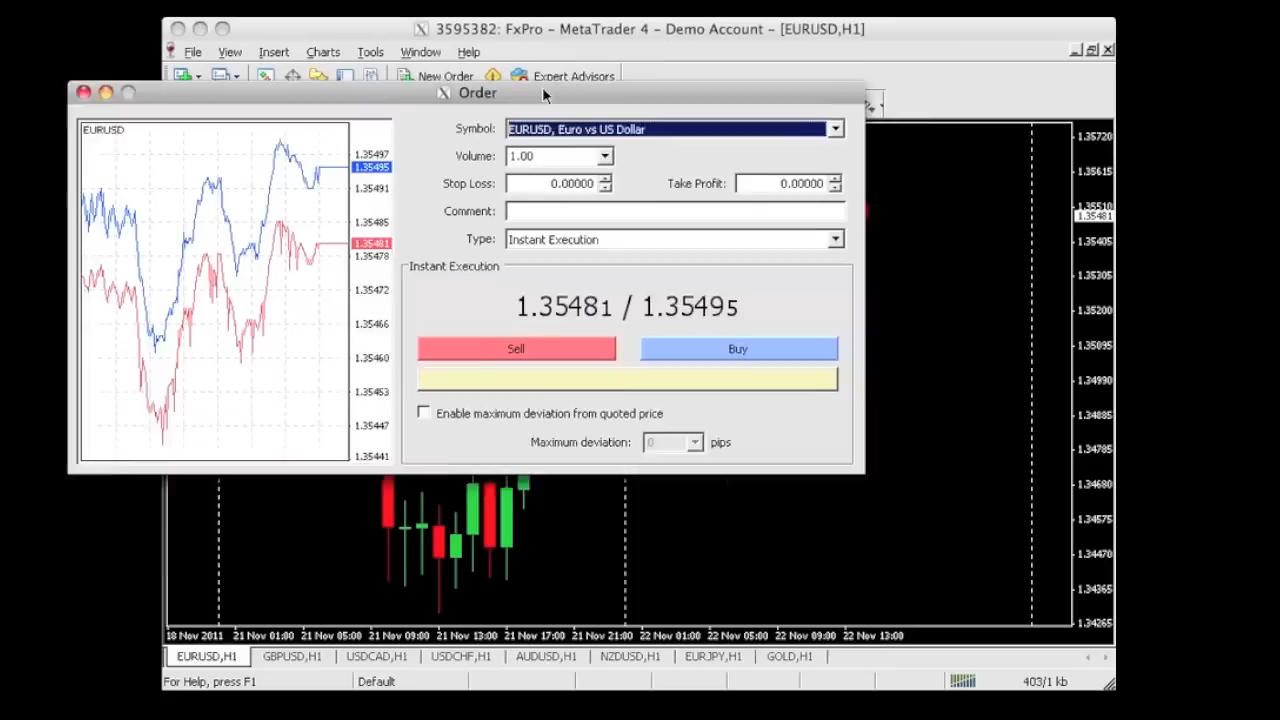 3595382: FxPro - MetaTrader 4 - Demo Account - [EURUSD,H1]
File View Insert Charts Tools Window Help
New Order Expert Advisors
Order
EURUSD
1.35497
1.35495
1.35491
1.35485
1.35481
1.35478
1.35472
1.35466
1.35460
1.35453
1.35447
1.35441
Symbol: EURUSD, Euro vs US Dollar
Volume: 1.00
Stop Loss: 0.00000 Take Profit: 0.00000
Comment:
Type: Instant Execution
Instant Execution
1.35481 / 1.35495
Sell Buy
Enable maximum deviation from quoted price
Maximum deviation: 0 pips
1.35720
1.35615
1.35510
1.35481
1.35405
1.35305
1.35200
1.35095
1.34990
1.34885
1.34785
1.34680
1.34575
1.34470
1.34365
1.34265
18 Nov 2011 21 Nov 01:00 21 Nov 05:00 21 Nov 09:00 21 Nov 13:00 21 Nov 17:00 21 Nov 21:00 22 Nov 01:00 22 Nov 05:00 22 Nov 09:00 22 Nov 13:00
EURUSD,H1 GBPUSD,H1 USDCAD,H1 USDCHF,H1 AUDUSD,H1 NZDUSD,H1 EURJPY,H1 GOLD,H1
For Help, press F1 Default 403/1 kb